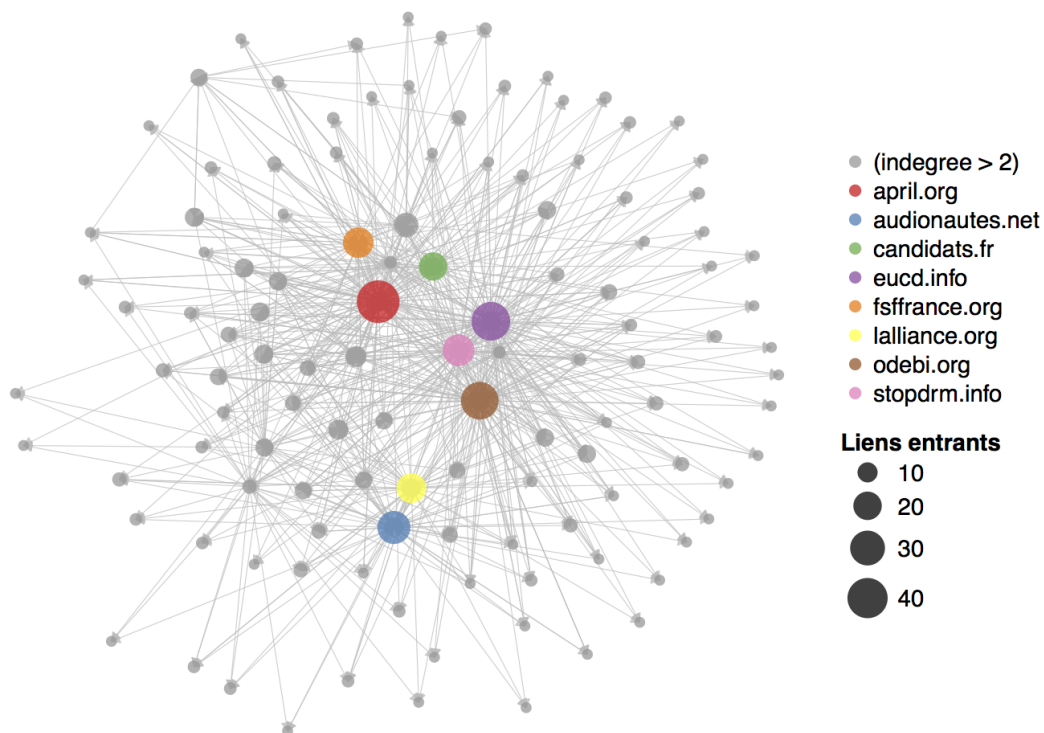 (indegree > 2)
april.org
audionautes.net
candidats.fr
eucd.info
fsffrance.org
lalliance.org
odebi.org
stopdrm.info
Liens entrants
10
20
30
40